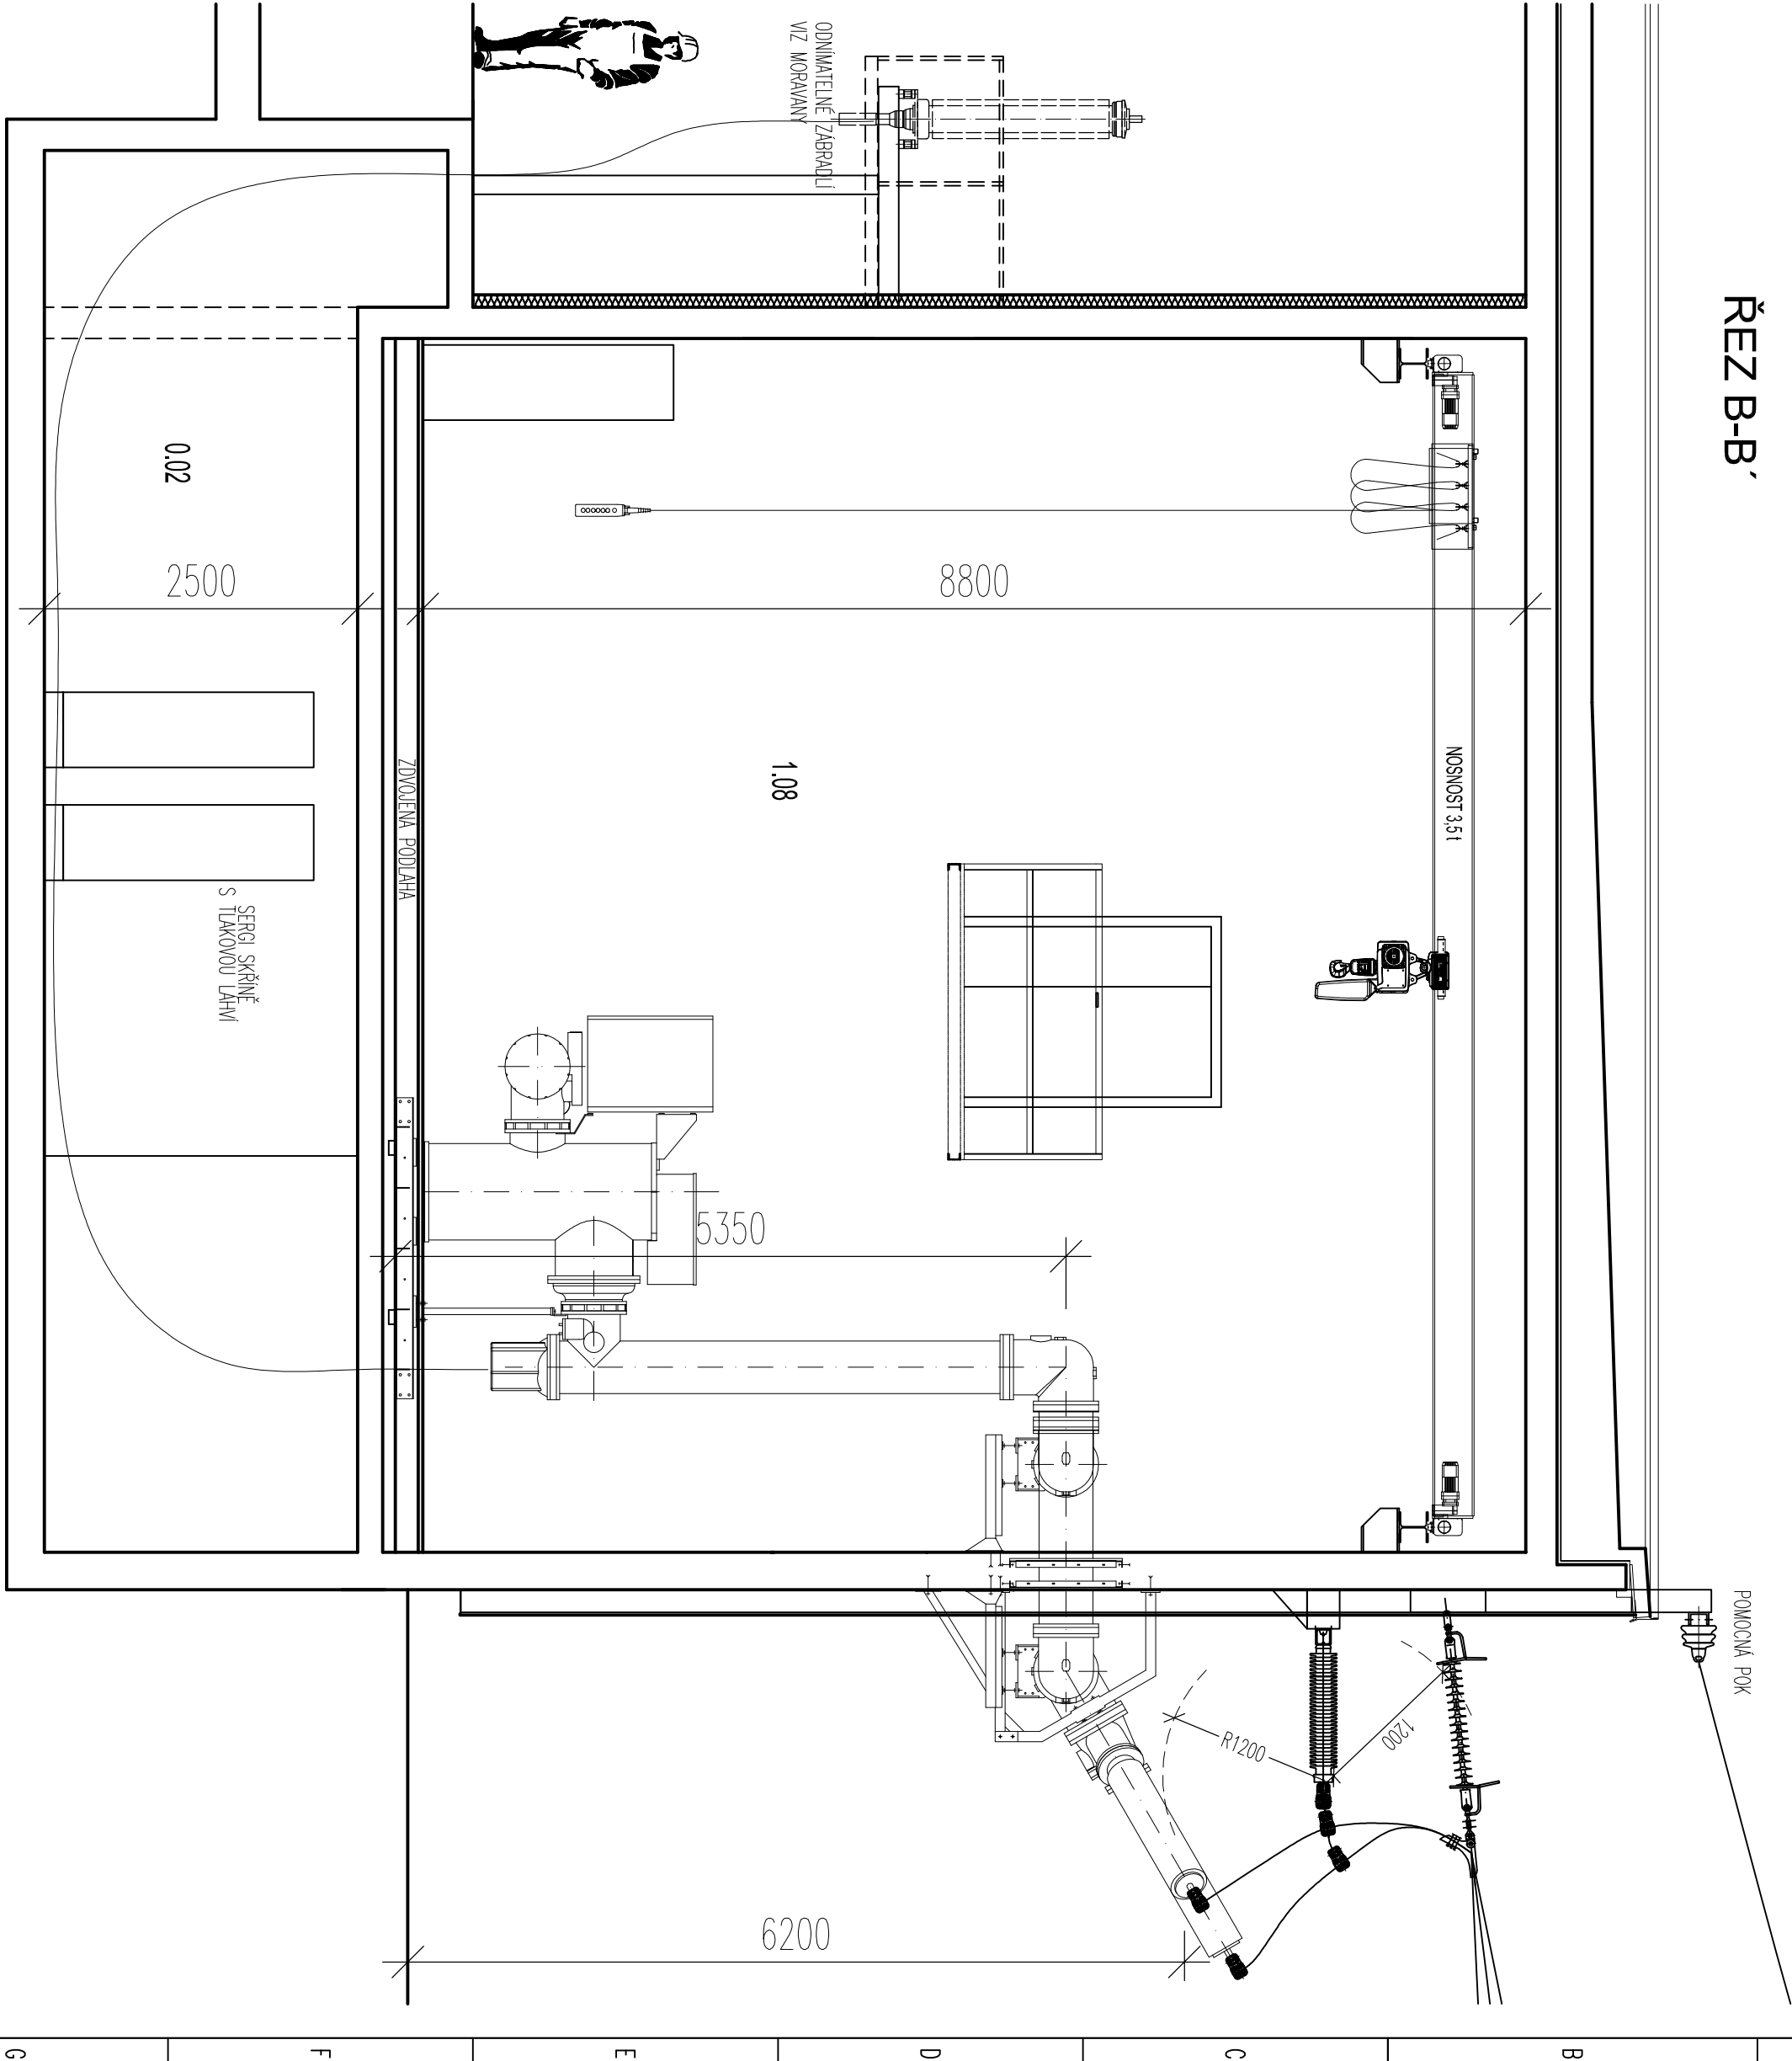 ŘEZ B-B´
POMOCNÁ POK
NOSNOST 3,5 t
ODNÍMATELNÉ ZÁBRADLÍ
VIZ MORAVANY
8800
2500
1.08
0.02
5350
R1200
1200
6200
ZDVOJENÁ PODLAHA
SERGI SKŘÍNĚ
S TLAKOVOU LAHVÍ
B
C
D
E
F
G